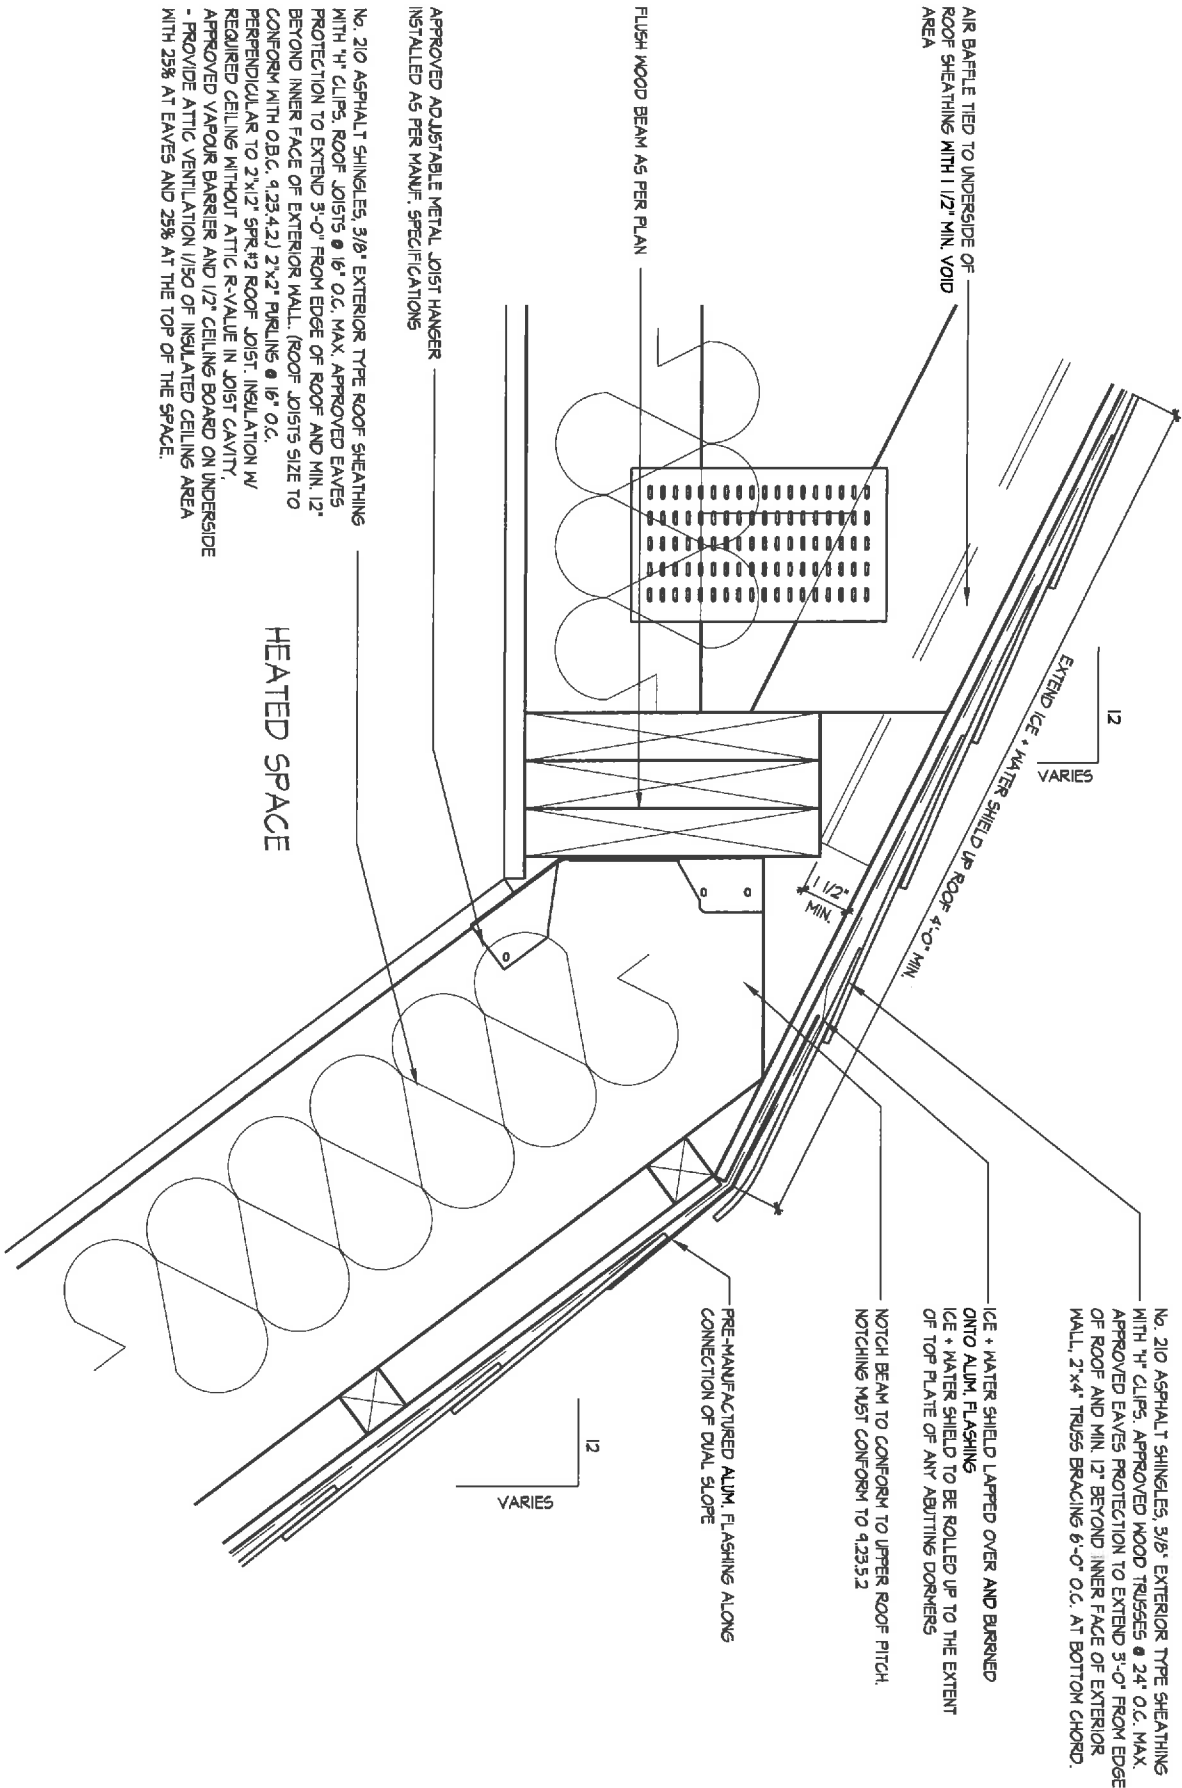 AIR BAFFLE TIED TO UNDERSIDE OF
ROOF SHEATHING WITH 1 1/2" MIN. VOID
AREA
FLUSH WOOD BEAM AS PER PLAN
APPROVED ADJUSTABLE METAL JOIST HANGER
INSTALLED AS PER MANUF. SPECIFICATIONS
No. 210 ASPHALT SHINGLES, 3/8" EXTERIOR TYPE ROOF SHEATHING
WITH "H" CLIPS. ROOF JOISTS @ 16" O.C. MAX. APPROVED EAVES
PROTECTION TO EXTEND 3'-0" FROM EDGE OF ROOF AND MIN. 12"
BEYOND INNER FACE OF EXTERIOR WALL. (ROOF JOISTS SIZE TO
CONFORM WITH O.B.C. 9.23.4.2.) 2"x2" PURLINS @ 16" O.C.
PERPENDICULAR TO 2"x12" SPR.#2 ROOF JOIST. INSULATION W/
REQUIRED CEILING WITHOUT ATTIC R-VALUE IN JOIST CAVITY,
APPROVED VAPOUR BARRIER AND 1/2" CEILING BOARD ON UNDERSIDE
- PROVIDE ATTIC VENTILATION 1/150 OF INSULATED CEILING AREA
WITH 25% AT EAVES AND 25% AT THE TOP OF THE SPACE.
HEATED SPACE
12
VARIES
EXTEND ICE + WATER SHIELD UP ROOF 4'-0" MIN.
1 1/2"
MIN.
No. 210 ASPHALT SHINGLES, 3/8" EXTERIOR TYPE SHEATHING
WITH "H" CLIPS. APPROVED WOOD TRUSSES @ 24" O.C. MAX.
APPROVED EAVES PROTECTION TO EXTEND 3'-0" FROM EDGE
OF ROOF AND MIN. 12" BEYOND INNER FACE OF EXTERIOR
WALL, 2"x4" TRUSS BRACING 6'-0" O.C. AT BOTTOM CHORD.
ICE + WATER SHIELD LAPPED OVER AND BURRNED
ONTO ALUM. FLASHING
ICE + WATER SHIELD TO BE ROLLED UP TO THE EXTENT
OF TOP PLATE OF ANY ABUTTING DORMERS
NOTCH BEAM TO CONFORM TO UPPER ROOF PITCH.
NOTCHING MUST CONFORM TO 9.23.5.2
PRE-MANUFACTURED ALUM. FLASHING ALONG
CONNECTION OF DUAL SLOPE
12
VARIES